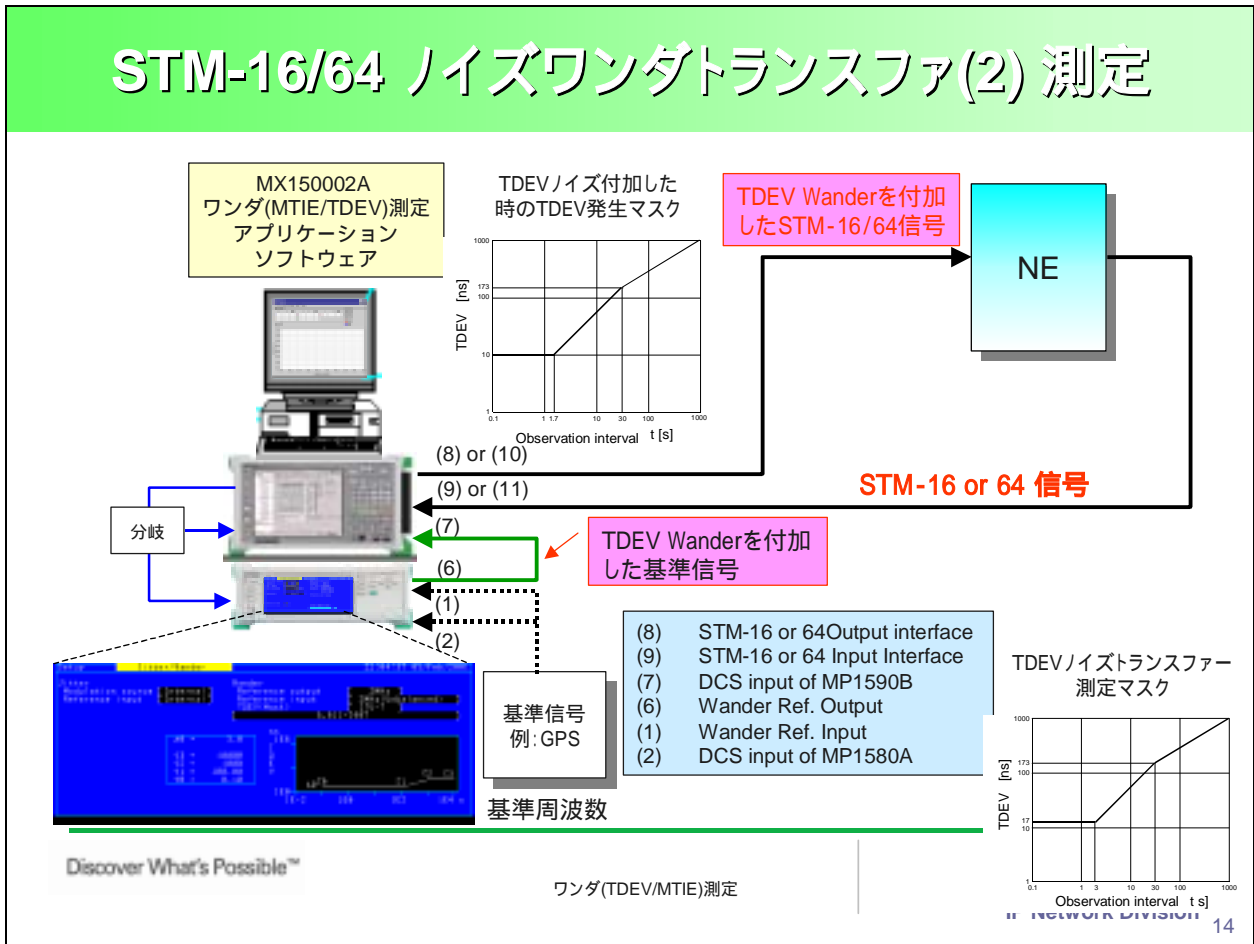 STM-16/64 ノイズワンダトランスファ(2) 測定
MX150002A
ワンダ(MTIE/TDEV)測定
アプリケーション
ソフトウェア
TDEVノイズ付加した
時のTDEV発生マスク
TDEV [ns]
1000
173
100
10
1
0.1
1
1.7
10
30
100
1000
Observation interval t [s]
TDEV Wanderを付加
したSTM-16/64信号
NE
(8) or (10)
(9) or (11)
STM-16 or 64 信号
分岐
(7)
(6)
(1)
(2)
TDEV Wanderを付加
した基準信号
基準信号
例:GPS
基準周波数
(8) STM-16 or 64Output interface
(9) STM-16 or 64 Input Interface
(7) DCS input of MP1590B
(6) Wander Ref. Output
(1) Wander Ref. Input
(2) DCS input of MP1580A
TDEVノイズトランスファー
測定マスク
TDEV [ns]
1000
173
100
17
10
1
0.1
1
3
10
30
100
1000
Observation interval t s]
Discover What's Possible™
ワンダ(TDEV/MTIE)測定
IP Network Division
14